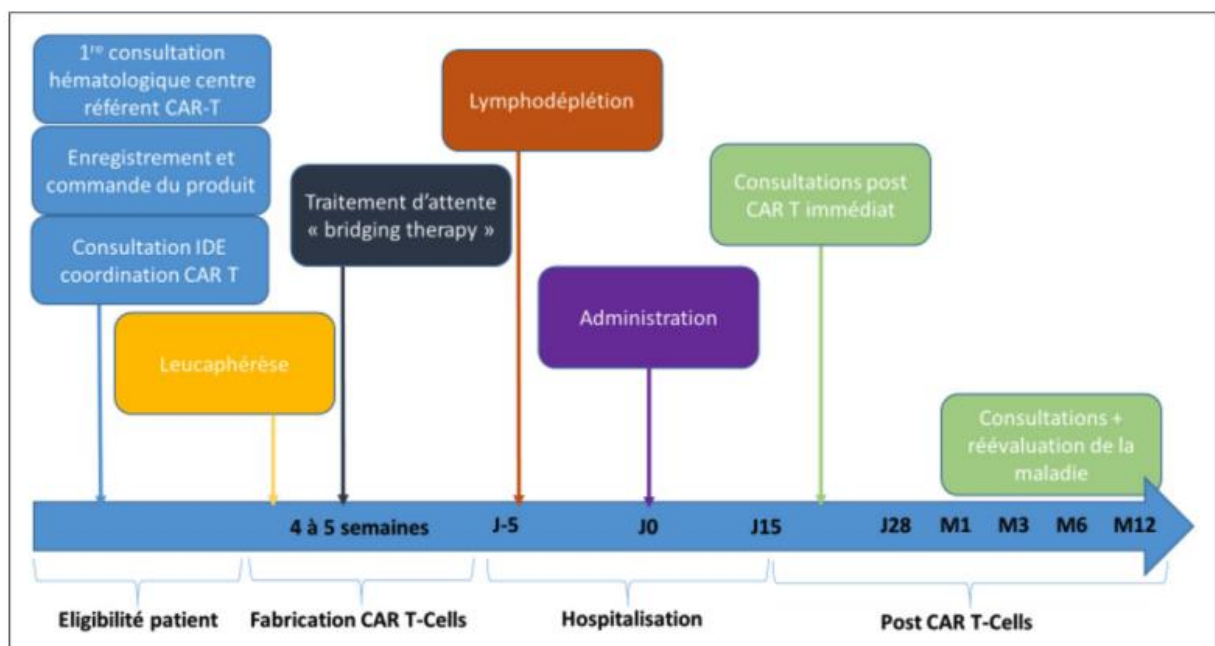 1re consultation
hématologique centre
référent CAR-T
Enregistrement et
commande du produit
Consultation IDE
coordination CAR T
Leucaphérèse
Traitement d'attente
« bridging therapy »
Lymphodéplétion
Administration
Consultations post
CAR T immédiat
Consultations +
réévaluation de la
maladie
4 à 5 semaines J-5 J0 J15 J28 M1 M3 M6 M12
Eligibilité patient Fabrication CAR T-Cells Hospitalisation Post CAR T-Cells